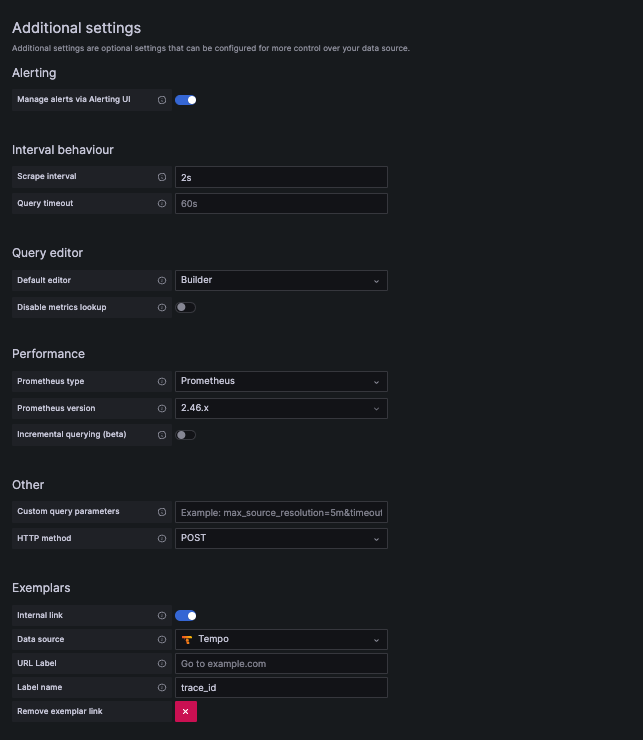 Additional settings
Additional settings are optional settings that can be configured for more control over your data source.
Alerting
Manage alerts via Alerting UI
Interval behaviour
Scrape interval 2s
Query timeout 60s
Query editor
Default editor Builder
Disable metrics lookup
Performance
Prometheus type Prometheus
Prometheus version 2.46.x
Incremental querying (beta)
Other
Custom query parameters Example: max_source_resolution=5m&timeout
HTTP method POST
Exemplars
Internal link
Data source Tempo
URL Label Go to example.com
Label name trace_id
Remove exemplar link